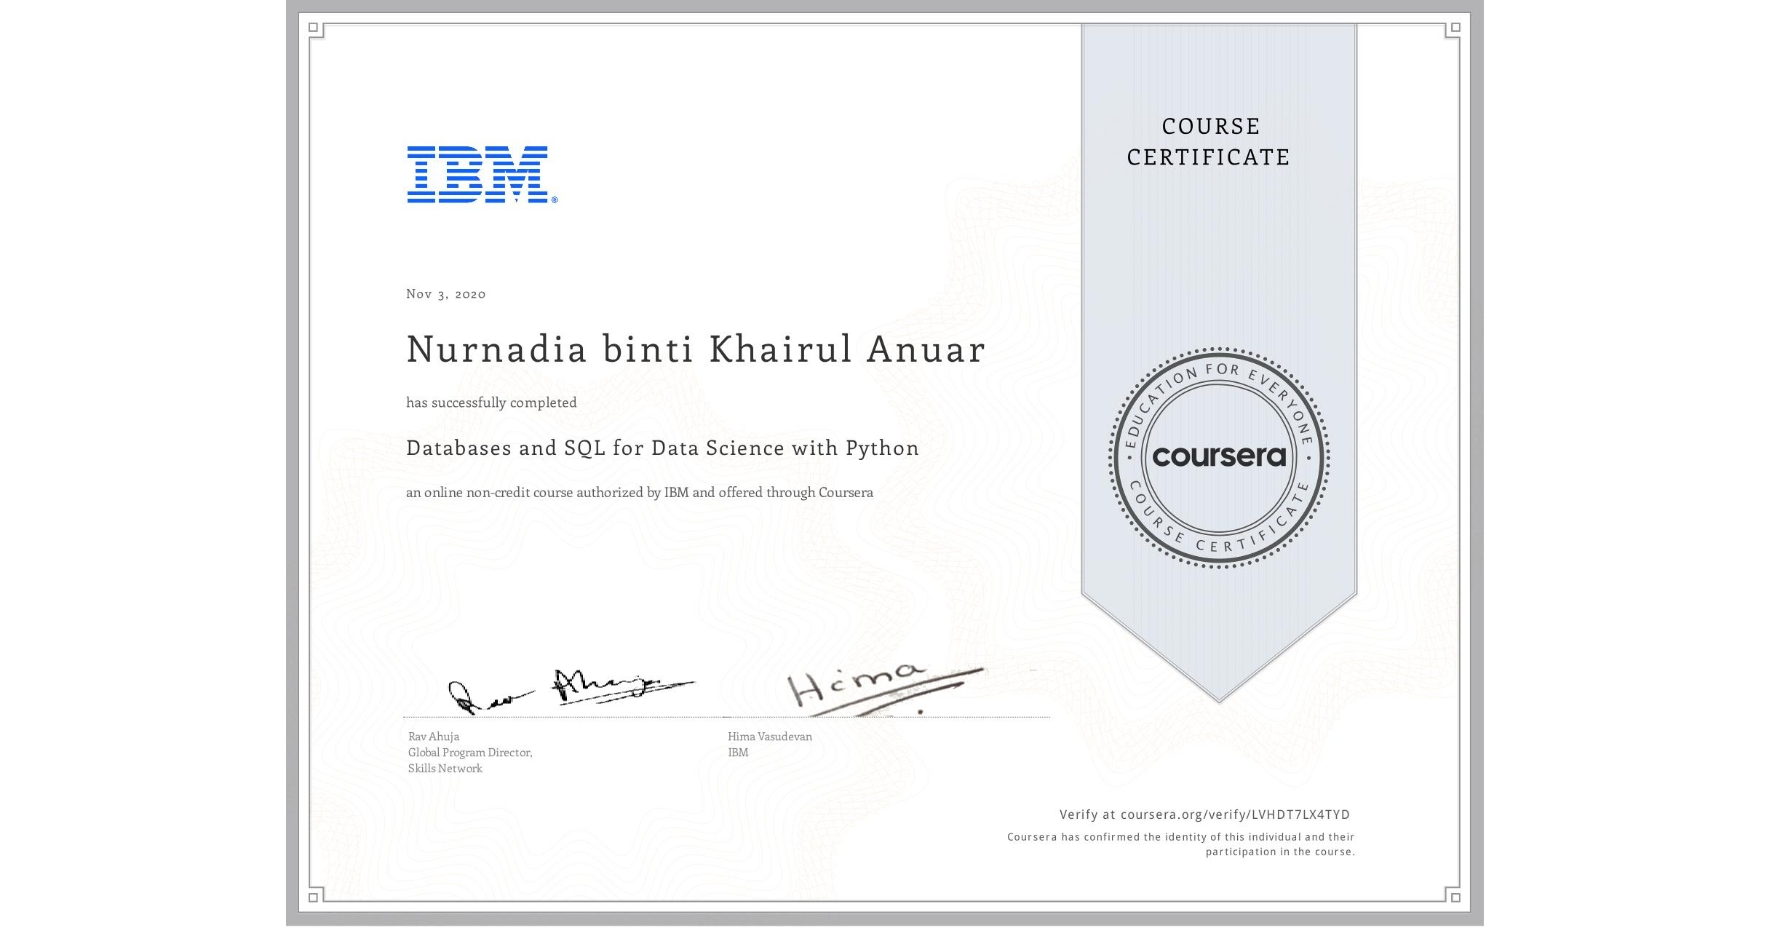 IBM®
COURSE
CERTIFICATE
Nov 3, 2020
Nurnadia binti Khairul Anuar
has successfully completed
Databases and SQL for Data Science with Python
an online non-credit course authorized by IBM and offered through Coursera
EDUCATION FOR EVERYONE
coursera
COURSE CERTIFICATE
Rav Ahuja
Hima
Rav Ahuja
Global Program Director,
Skills Network
Hima Vasudevan
IBM
Verify at coursera.org/verify/LVHDT7LX4TYD
Coursera has confirmed the identity of this individual and their
participation in the course.